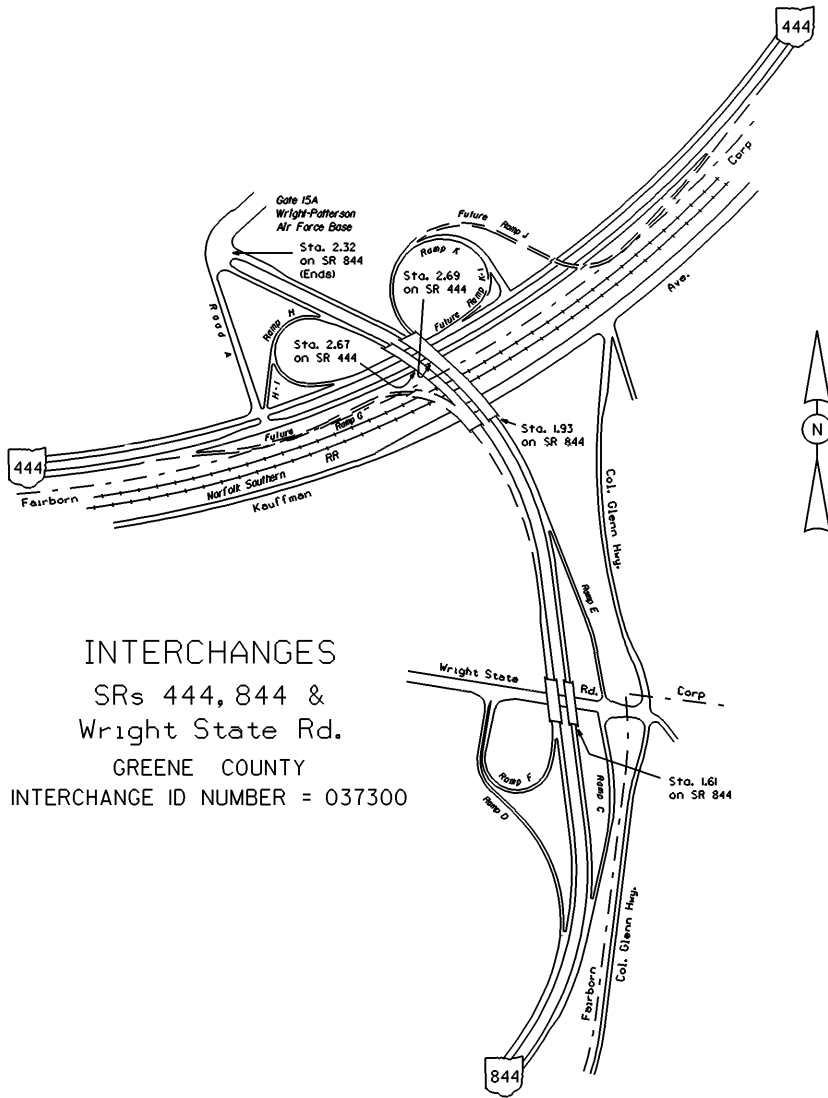 444
Corp
Gate 15A
Wright-Patterson
Air Force Base
Future
Ramp J
Sta. 2.32
on SR 844
(Ends)
Ramp K
Sta. 2.69
on SR 444
Future
Ramp K-1
Ave.
Road A
Ramp H
Sta. 2.67
on SR 444
H-1
Future
Ramp G
Sta. 1.93
on SR 844
N
444
RR
Norfolk Southern
Fairborn
Kauffman
Col. Glenn Hwy.
Ramp E
INTERCHANGES
SRs 444, 844 &
Wright State Rd.
GREENE COUNTY
INTERCHANGE ID NUMBER = 037300
Wright State
Rd.
Corp
Ramp F
Ramp D
Ramp C
Sta. 1.61
on SR 844
Fairborn
Col. Glenn Hwy.
844